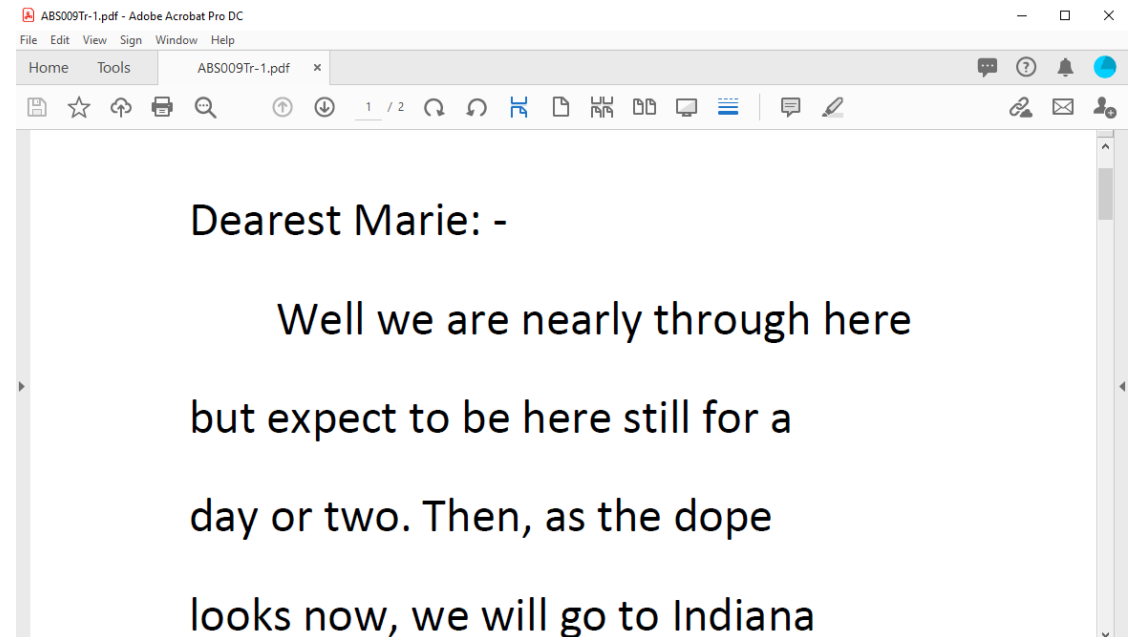 ABS009Tr-1.pdf - Adobe Acrobat Pro DC
File Edit View Sign Window Help
Home Tools ABS009Tr-1.pdf ×
1 / 2
Dearest Marie: -
Well we are nearly through here
but expect to be here still for a
day or two. Then, as the dope
looks now, we will go to Indiana